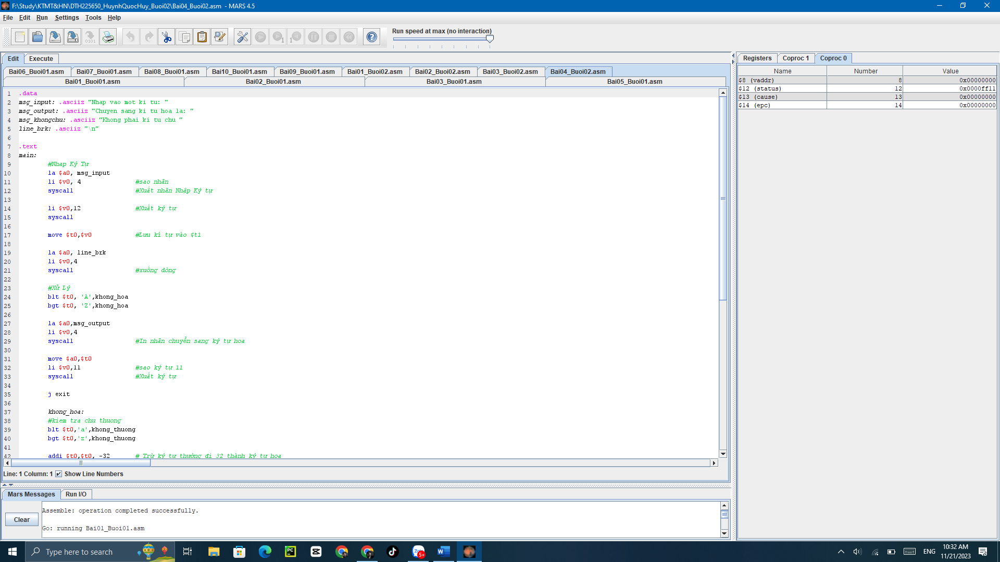 F:\Study\KTMT&HN\DTH225650_HuynhQuocHuy_Buoi02\Bai04_Buoi02.asm - MARS 4.5
File Edit Run Settings Tools Help
Run speed at max (no interaction)
Edit Execute
Bai06_Buoi01.asm Bai07_Buoi01.asm Bai08_Buoi01.asm Bai10_Buoi01.asm Bai09_Buoi01.asm Bai01_Buoi02.asm Bai02_Buoi02.asm Bai03_Buoi02.asm Bai04_Buoi02.asm
Bai01_Buoi01.asm Bai02_Buoi01.asm Bai03_Buoi01.asm Bai05_Buoi01.asm
1 .data
2 msg_input: .asciiz "Nhap vao mot ki tu: "
3 msg_output: .asciiz "Chuyen sang ki tu hoa la: "
4 msg_khongchu: .asciiz "Khong phai ki tu chu "
5 line_brk: .asciiz "\n"
6
7 .text
8 main:
9 #Nhap Ký Tự
10 la $a0, msg_input
11 li $v0, 4 #sao nhãn
12 syscall #Xuất nhãn Nhập Ký tự
13
14 li $v0,12 #Xuất ký tự
15 syscall
16
17 move $t0,$v0 #Lưu kí tự vào $t1
18
19 la $a0, line_brk
20 li $v0,4
21 syscall #xuống dòng
22
23 #Xử Lý
24 blt $t0, 'A',khong_hoa
25 bgt $t0, 'Z',khong_hoa
26
27 la $a0,msg_output
28 li $v0,4
29 syscall #In nhãn chuyển sang ký tự hoa
30
31 move $a0,$t0
32 li $v0,11 #sao ký tự 11
33 syscall #Xuất ký tự
34
35 j exit
36
37 khong_hoa:
38 #kiem tra chu thuong
39 blt $t0,'a',khong_thuong
40 bgt $t0,'z',khong_thuong
41
42 addi $t0,$t0, -32 # Trừ ký tự thường đi 32 thành ký tự hoa
Line: 1 Column: 1 Show Line Numbers
Mars Messages Run I/O
Clear
Assemble: operation completed successfully.
Go: running Bai01_Buoi01.asm
Registers Coproc 1 Coproc 0
Name Number Value
$8 (vaddr) 8 0x00000000
$12 (status) 12 0x0000ff11
$13 (cause) 13 0x00000000
$14 (epc) 14 0x00000000
Type here to search
PC
Zalo
5+
W
ENG
10:32 AM
11/21/2023